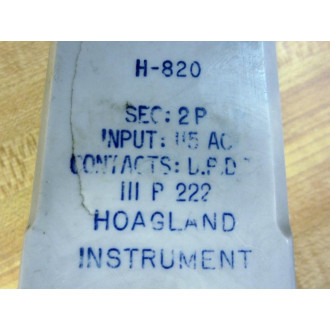 H-820
SEC: 2 P
INPUT: 115 AC
CONTACTS: D.P.D.T
III P 222
HOAGLAND
INSTRUMENT